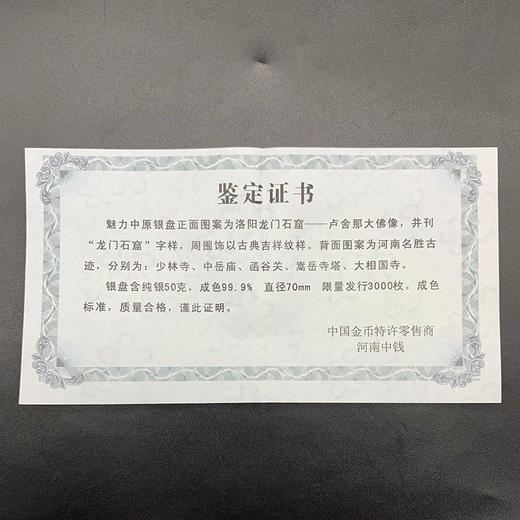 鉴定证书
魅力中原银盘正面图案为洛阳龙门石窟——卢舍那大佛像，并刊
“龙门石窟”字样，周围饰以古典吉祥纹样。背面图案为河南名胜古
迹，分别为：少林寺、中岳庙、函谷关、嵩岳寺塔、大相国寺。
银盘含纯银50克，成色99.9% 直径70mm 限量发行3000枚。成色
标准，质量合格，谨此证明。
中国金币特许零售商
河南中钱